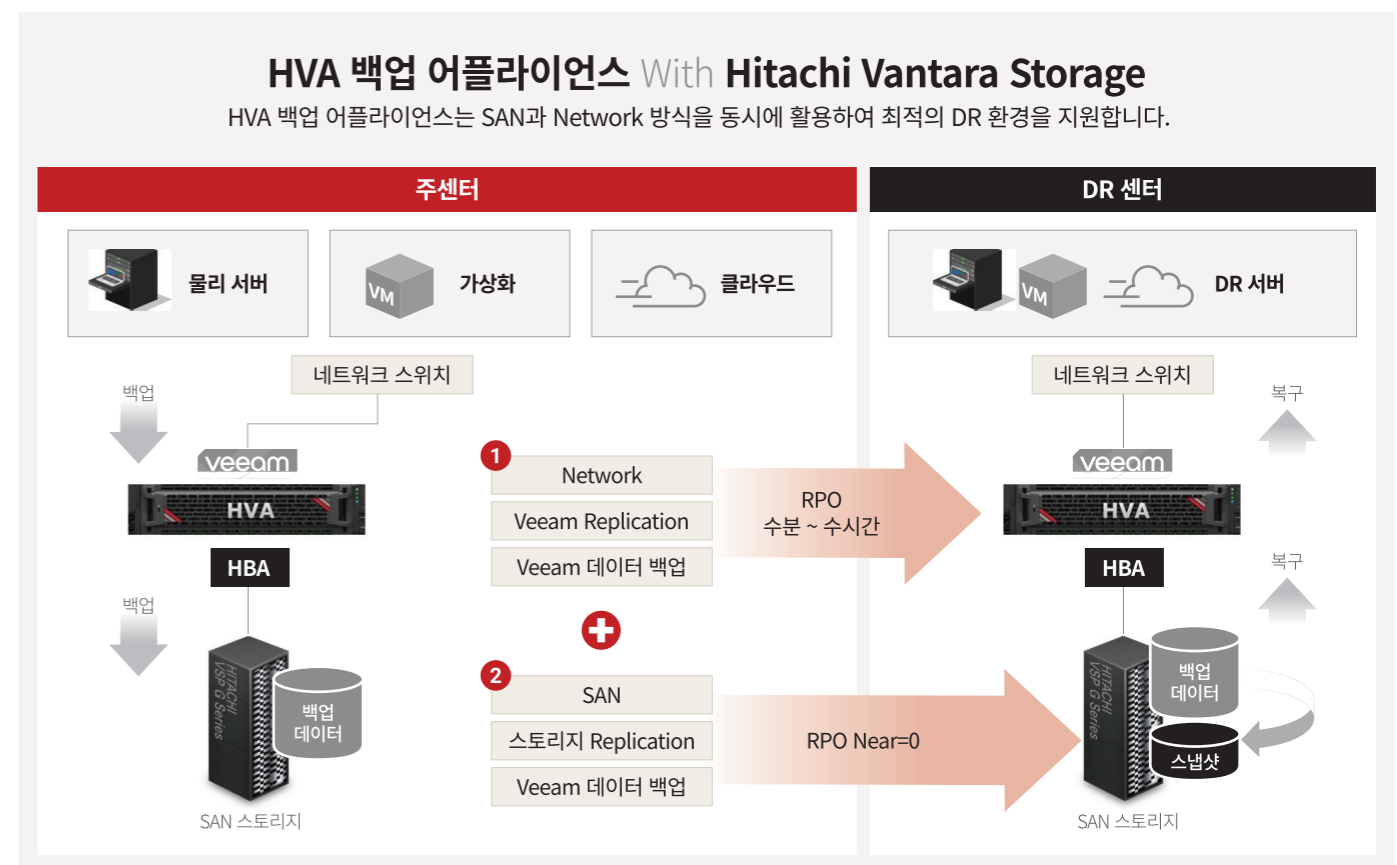 HVA 백업 어플라이언스 With Hitachi Vantara Storage
HVA 백업 어플라이언스는 SAN과 Network 방식을 동시에 활용하여 최적의 DR 환경을 지원합니다.
주센터
물리 서버
VM
가상화
클라우드
네트워크 스위치
백업
veeam
HVA
HBA
백업
HITACHI
VSP G Series
백업
데이터
SAN 스토리지
1
Network
Veeam Replication
Veeam 데이터 백업
RPO
수분 ~ 수시간
2
SAN
스토리지 Replication
Veeam 데이터 백업
RPO Near=0
DR 센터
VM
DR 서버
네트워크 스위치
복구
veeam
HVA
HBA
복구
HITACHI
VSP G Series
백업
데이터
스냅샷
SAN 스토리지